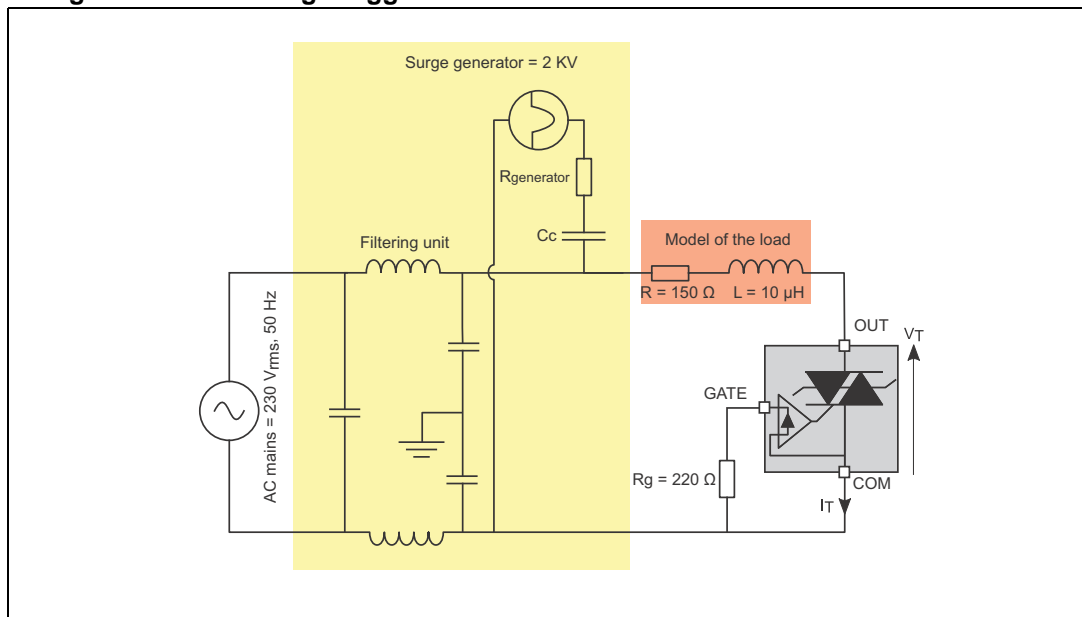 Surge generator = 2 KV
Rgenerator
Cc
Filtering unit
Model of the load
R = 150 Ω L = 10 µH
AC mains = 230 Vrms, 50 Hz
OUT
VT
GATE
Rg = 220 Ω
COM
IT